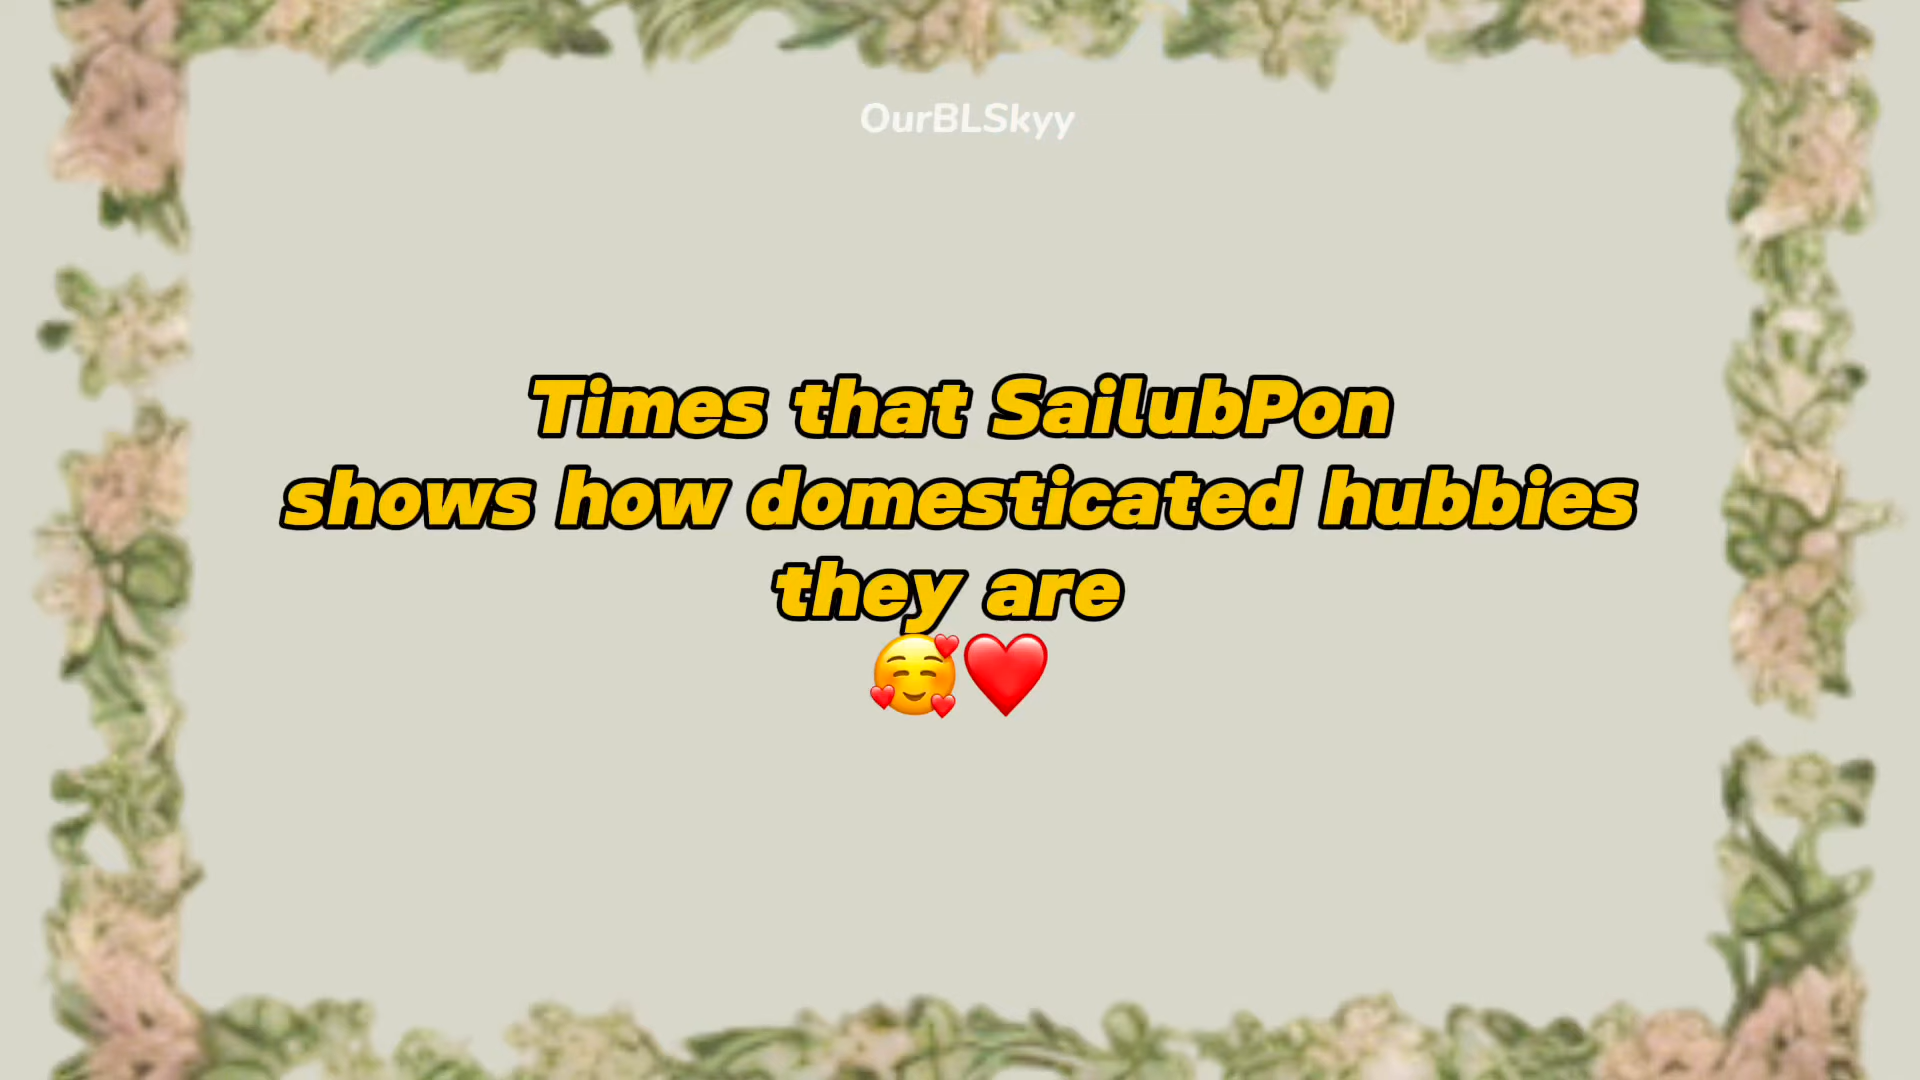 OurBLSkyy
Times that SailubPon
shows how domesticated hubbies
they are
🥰❤️